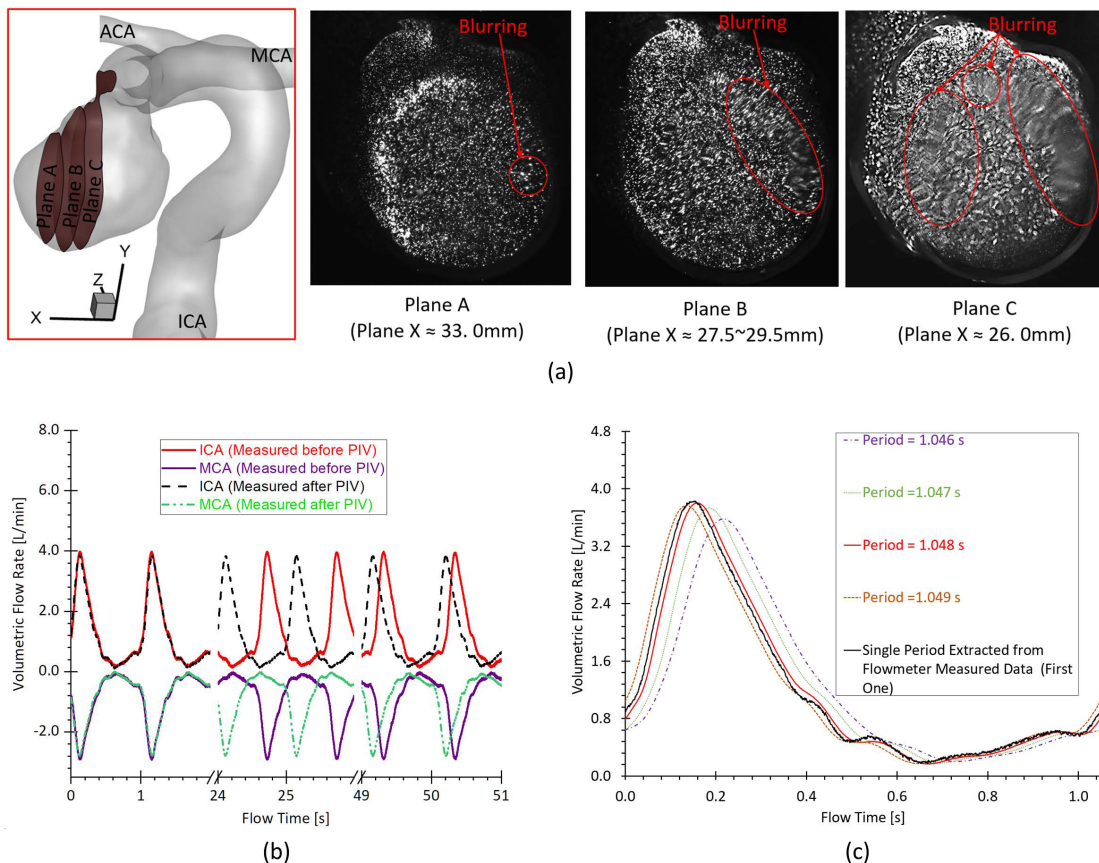 ACA
MCA
Plane A
Plane B
Plane C
Y
Z
X
ICA
Blurring
Blurring
Blurring
Plane A
(Plane X ≈ 33. 0mm)
Plane B
(Plane X ≈ 27.5~29.5mm)
Plane C
(Plane X ≈ 26. 0mm)
(a)
Volumetric Flow Rate [L/min]
8.0
6.0
4.0
2.0
0.0
-2.0
ICA (Measured before PIV)
MCA (Measured before PIV)
ICA (Measured after PIV)
MCA (Measured after PIV)
0 1 24 25 49 50 51
Flow Time [s]
(b)
Volumetric Flow Rate [L/min]
4.8
4.0
3.2
2.4
1.6
0.8
0.0
Period = 1.046 s
Period = 1.047 s
Period = 1.048 s
Period =1.049 s
Single Period Extracted from
Flowmeter Measured Data (First
One)
0.0 0.2 0.4 0.6 0.8 1.0
Flow Time [s]
(c)